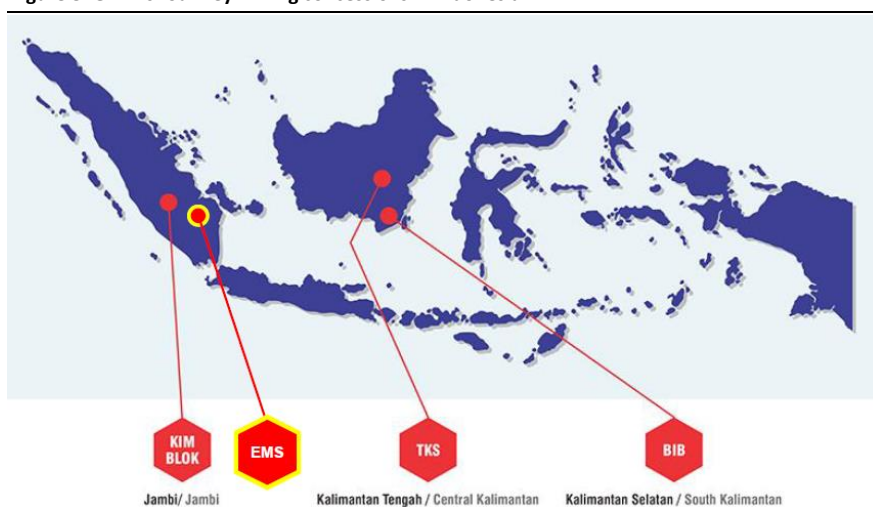 KIM
BLOK
EMS
TKS
BIB
Jambi/ Jambi
Kalimantan Tengah / Central Kalimantan
Kalimantan Selatan / South Kalimantan